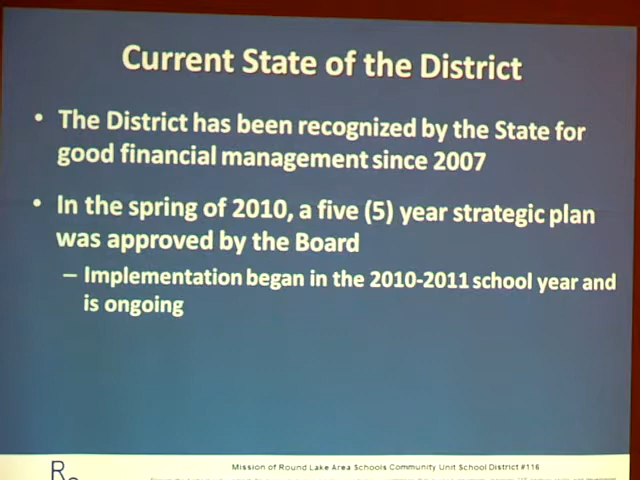 Current State of the District
• The District has been recognized by the State for
good financial management since 2007
• In the spring of 2010, a five (5) year strategic plan
was approved by the Board
– Implementation began in the 2010-2011 school year and
is ongoing
R
Mission of Round Lake Area Schools Community Unit School District #116